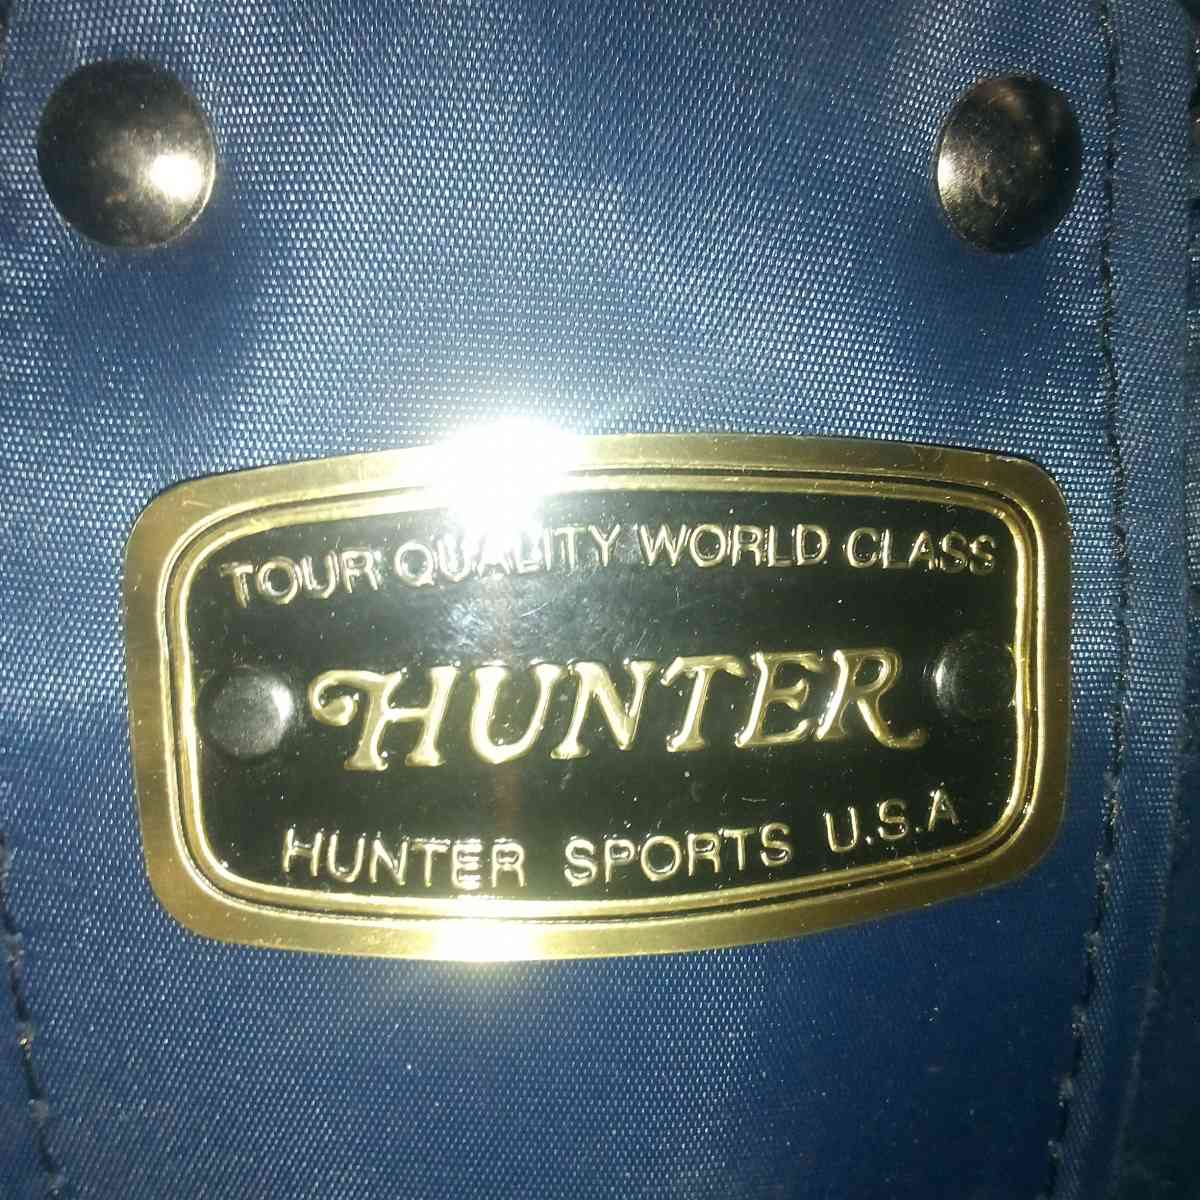 TOUR QUALITY WORLD CLASS
HUNTER
HUNTER SPORTS U.S.A